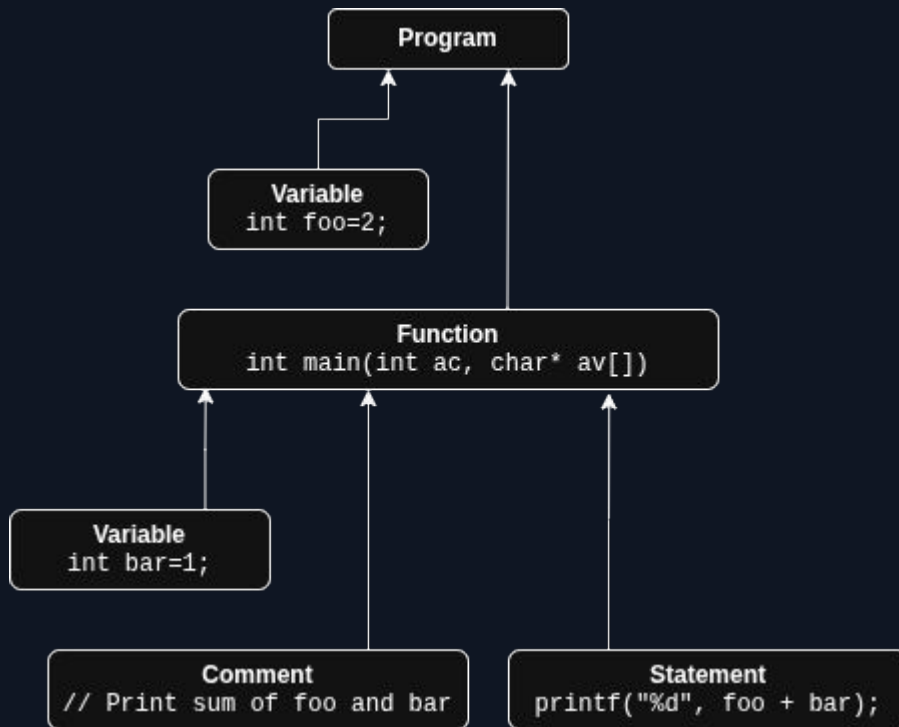 Program
Variable
int foo=2;
Function
int main(int ac, char* av[])
Variable
int bar=1;
Comment
// Print sum of foo and bar
Statement
printf("%d", foo + bar);